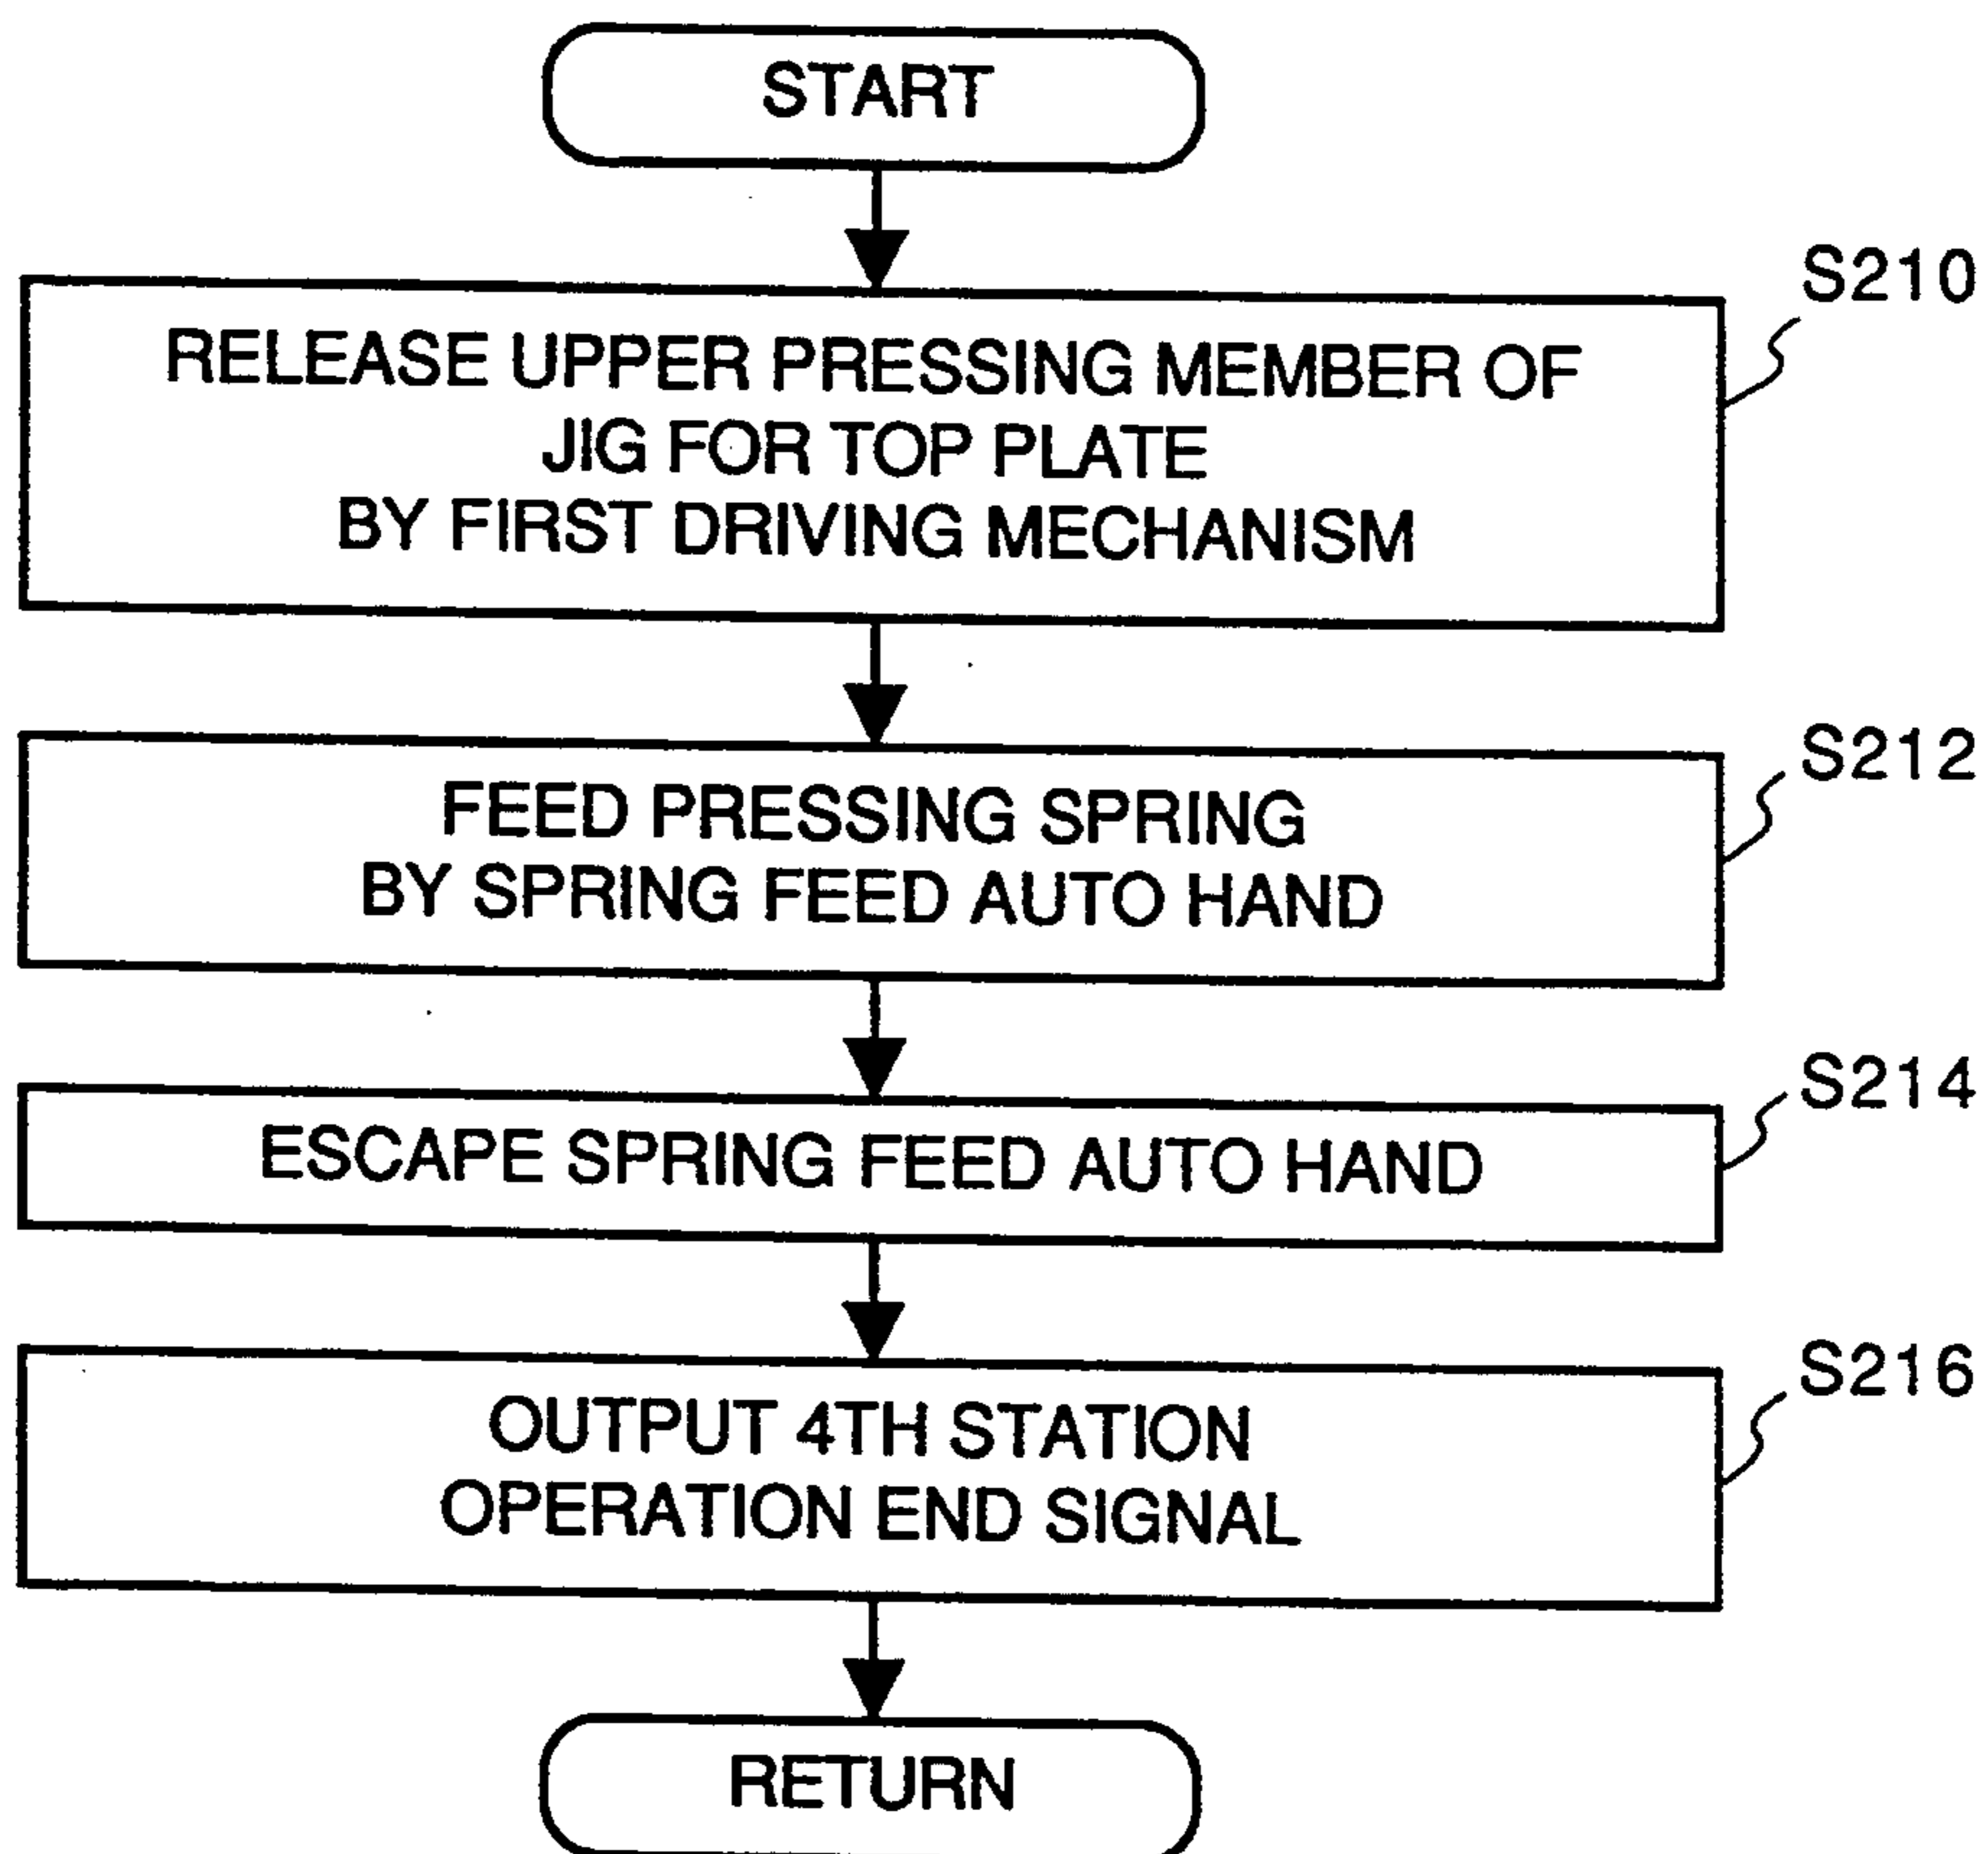 START
S210
RELEASE UPPER PRESSING MEMBER OF
JIG FOR TOP PLATE
BY FIRST DRIVING MECHANISM
S212
FEED PRESSING SPRING
BY SPRING FEED AUTO HAND
S214
ESCAPE SPRING FEED AUTO HAND
S216
OUTPUT 4TH STATION
OPERATION END SIGNAL
RETURN